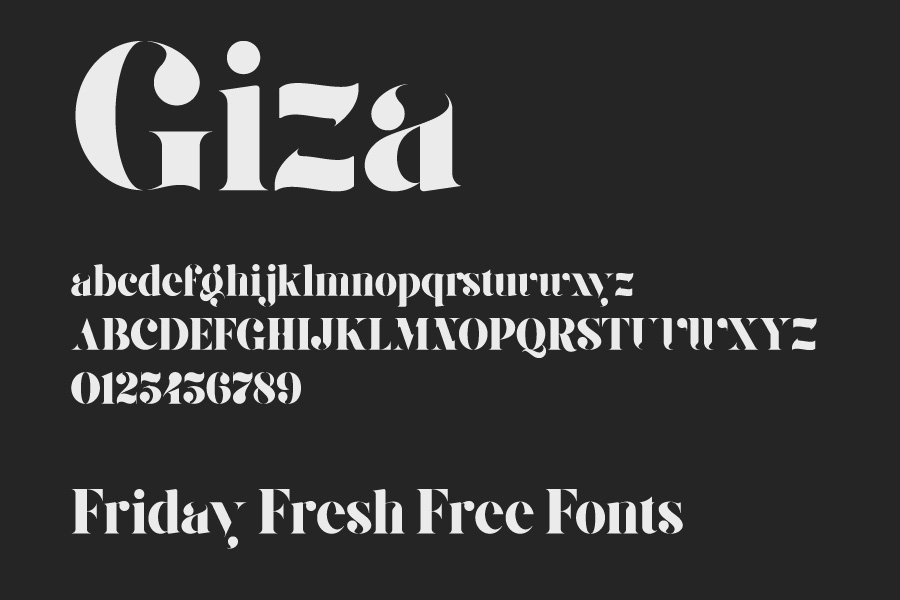 Giza
abcdefghijklmnopqrstuvwxyz
ABCDEFGHIJKLMNOPQRSTUVWXYZ
0123456789
Friday Fresh Free Fonts